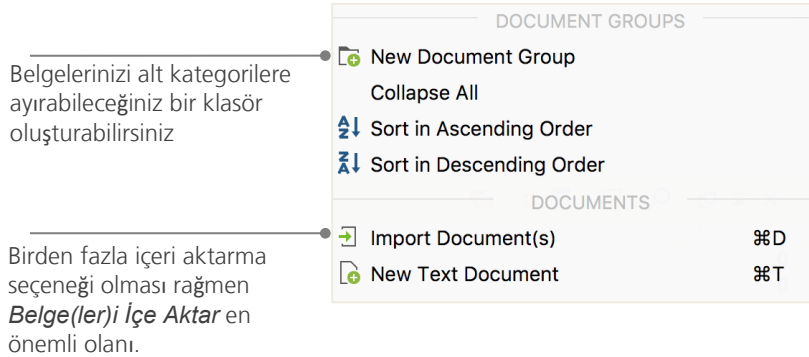 Belgelerinizi alt kategorilere
ayırabileceğiniz bir klasör
oluşturabilirsiniz
Birden fazla içeri aktarma
seçeneği olması rağmen
Belge(ler)i İçe Aktar en
önemli olanı.
DOCUMENT GROUPS
New Document Group
Collapse All
Sort in Ascending Order
Sort in Descending Order
DOCUMENTS
Import Document(s) ⌘D
New Text Document ⌘T